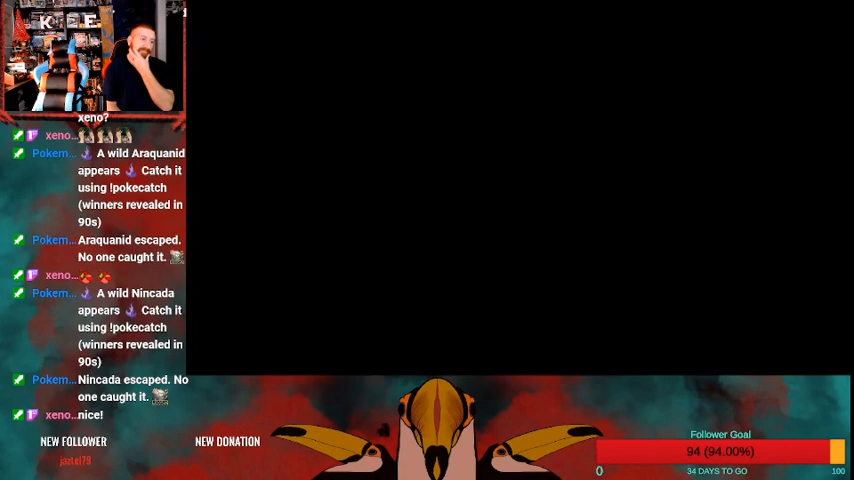 K E
xeno?
xeno...
Pokem... A wild Araquanid
appears Catch it
using !pokecatch
(winners revealed in
90s)
Pokem... Araquanid escaped.
No one caught it.
xeno...
Pokem... A wild Nincada
appears Catch it
using !pokecatch
(winners revealed in
90s)
Pokem... Nincada escaped. No
one caught it.
xeno... nice!
NEW FOLLOWER
jaztal79
NEW DONATION
Follower Goal
94 (94.00%)
0
34 DAYS TO GO
100